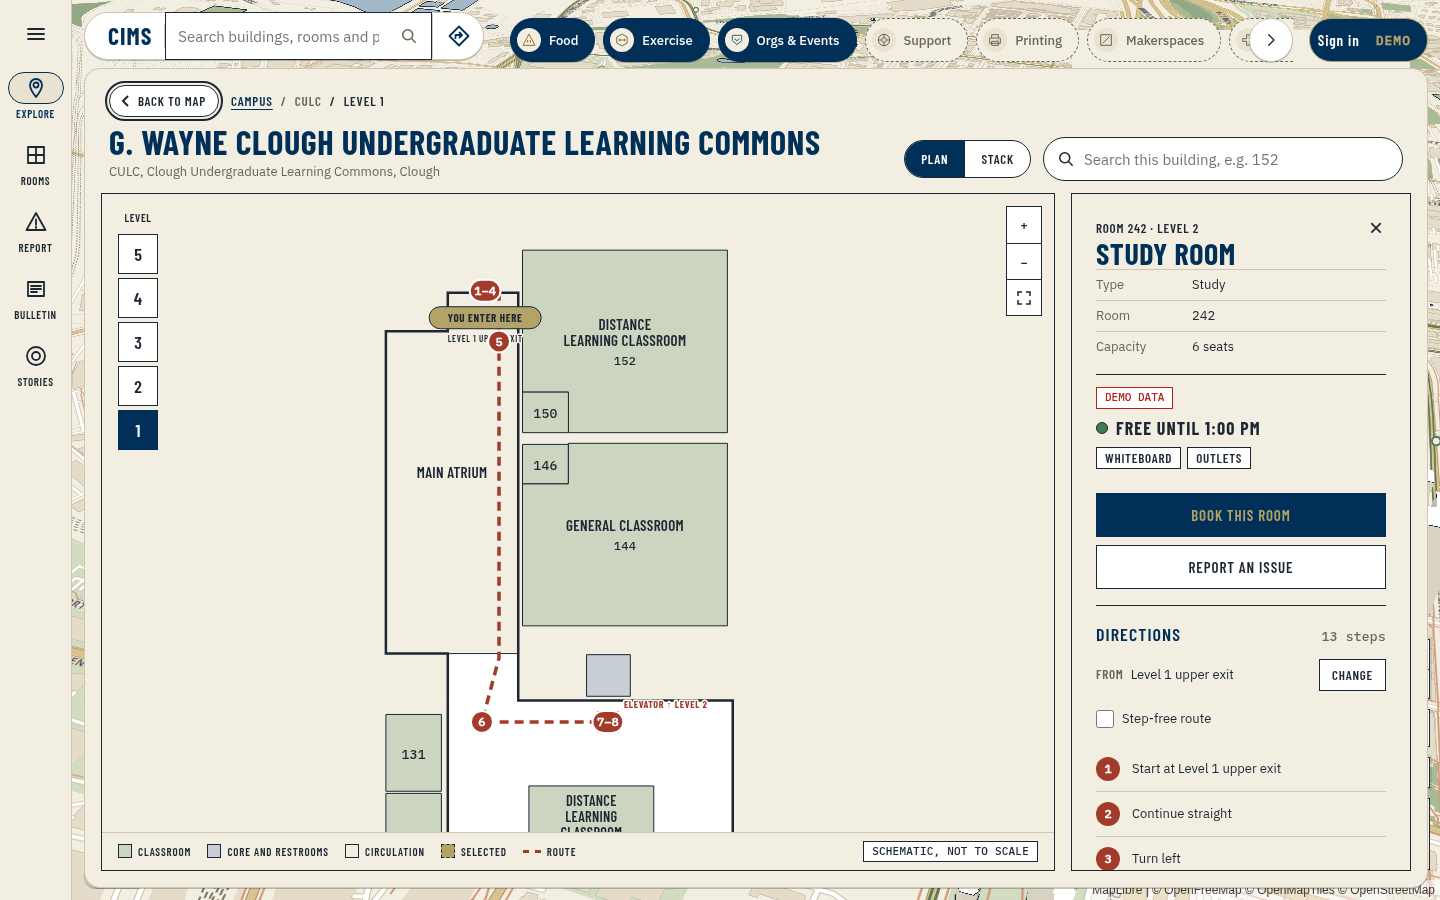 CIMS
Search buildings, rooms and p
Food
Exercise
Orgs & Events
Support
Printing
Makerspaces
Sign in DEMO
EXPLORE
ROOMS
REPORT
BULLETIN
STORIES
BACK TO MAP
CAMPUS / CULC / LEVEL 1
G. WAYNE CLOUGH UNDERGRADUATE LEARNING COMMONS
CULC, Clough Undergraduate Learning Commons, Clough
PLAN
STACK
Search this building, e.g. 152
LEVEL
5
4
3
2
1
+
–
1–4
YOU ENTER HERE
LEVEL 1 UP EXIT
5
DISTANCE
LEARNING CLASSROOM
152
150
146
MAIN ATRIUM
GENERAL CLASSROOM
144
ELEVATOR ↑ LEVEL 2
6
7–8
131
DISTANCE
LEARNING
CLASSROOM
CLASSROOM
CORE AND RESTROOMS
CIRCULATION
SELECTED
ROUTE
SCHEMATIC, NOT TO SCALE
ROOM 242 · LEVEL 2
STUDY ROOM
Type Study
Room 242
Capacity 6 seats
DEMO DATA
FREE UNTIL 1:00 PM
WHITEBOARD
OUTLETS
BOOK THIS ROOM
REPORT AN ISSUE
DIRECTIONS 13 steps
FROM Level 1 upper exit
CHANGE
Step-free route
1 Start at Level 1 upper exit
2 Continue straight
3 Turn left
MapLibre | © OpenFreeMap © OpenMapTiles © OpenStreetMap